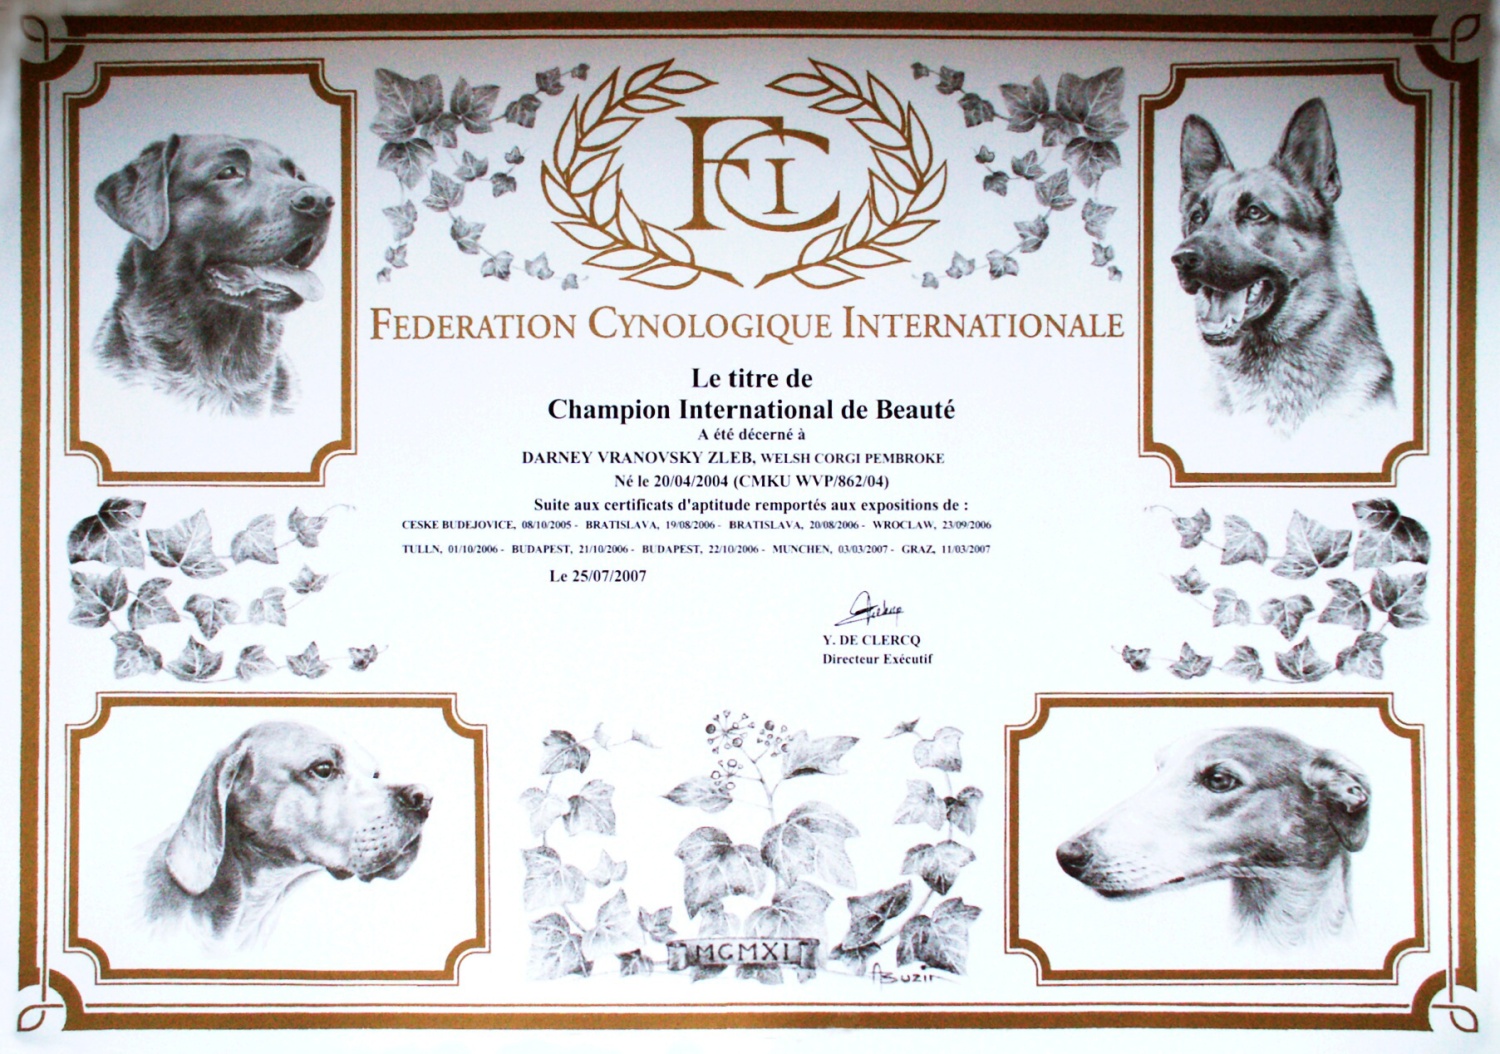 FCI
FEDERATION CYNOLOGIQUE INTERNATIONALE
Le titre de
Champion International de Beauté
A été décerné à
DARNEY VRANOVSKY ZLEB, WELSH CORGI PEMBROKE
Né le 20/04/2004 (CMKU WVP/862/04)
Suite aux certificats d'aptitude remportés aux expositions de :
CESKE BUDEJOVICE, 08/10/2005 - BRATISLAVA, 19/08/2006 - BRATISLAVA, 20/08/2006 - WROCLAW, 23/09/2006
TULLN, 01/10/2006 - BUDAPEST, 21/10/2006 - BUDAPEST, 22/10/2006 - MUNCHEN, 03/03/2007 - GRAZ, 11/03/2007
Le 25/07/2007
Y. DE CLERCQ
Directeur Exécutif
MCMXI